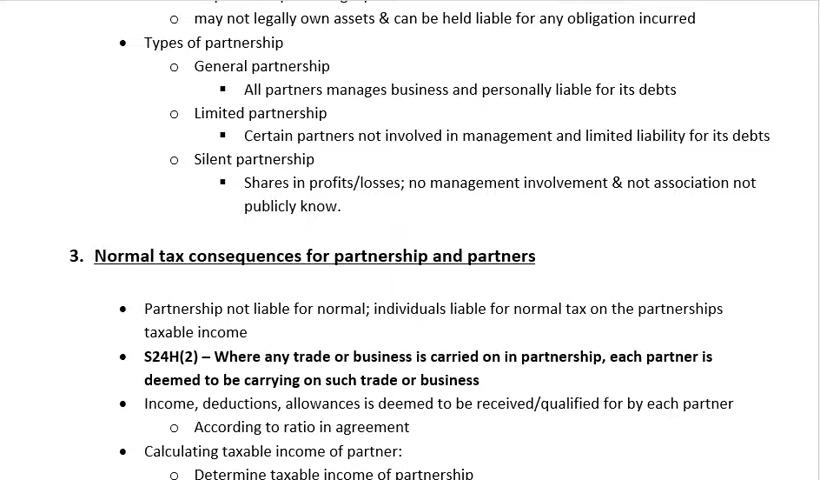 o may not legally own assets & can be held liable for any obligation incurred
• Types of partnership
o General partnership
▪ All partners manages business and personally liable for its debts
o Limited partnership
▪ Certain partners not involved in management and limited liability for its debts
o Silent partnership
▪ Shares in profits/losses; no management involvement & not association not
publicly know.
3. Normal tax consequences for partnership and partners
• Partnership not liable for normal; individuals liable for normal tax on the partnerships
taxable income
• S24H(2) – Where any trade or business is carried on in partnership, each partner is
deemed to be carrying on such trade or business
• Income, deductions, allowances is deemed to be received/qualified for by each partner
o According to ratio in agreement
• Calculating taxable income of partner:
o Determine taxable income of partnership